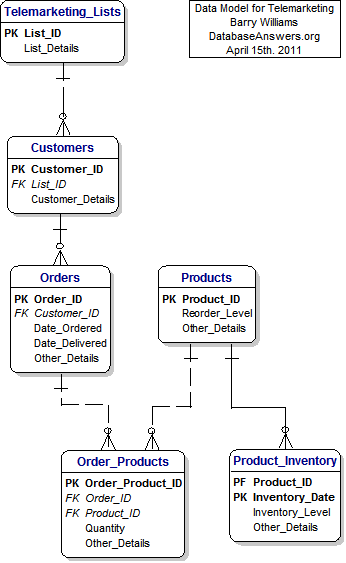 Telemarketing_Lists
PK List_ID
List_Details
Data Model for Telemarketing
Barry Williams
DatabaseAnswers.org
April 15th. 2011
Customers
PK Customer_ID
FK List_ID
Customer_Details
Orders
PK Order_ID
FK Customer_ID
Date_Ordered
Date_Delivered
Other_Details
Products
PK Product_ID
Reorder_Level
Other_Details
Order_Products
PK Order_Product_ID
FK Order_ID
FK Product_ID
Quantity
Other_Details
Product_Inventory
PF Product_ID
PK Inventory_Date
Inventory_Level
Other_Details